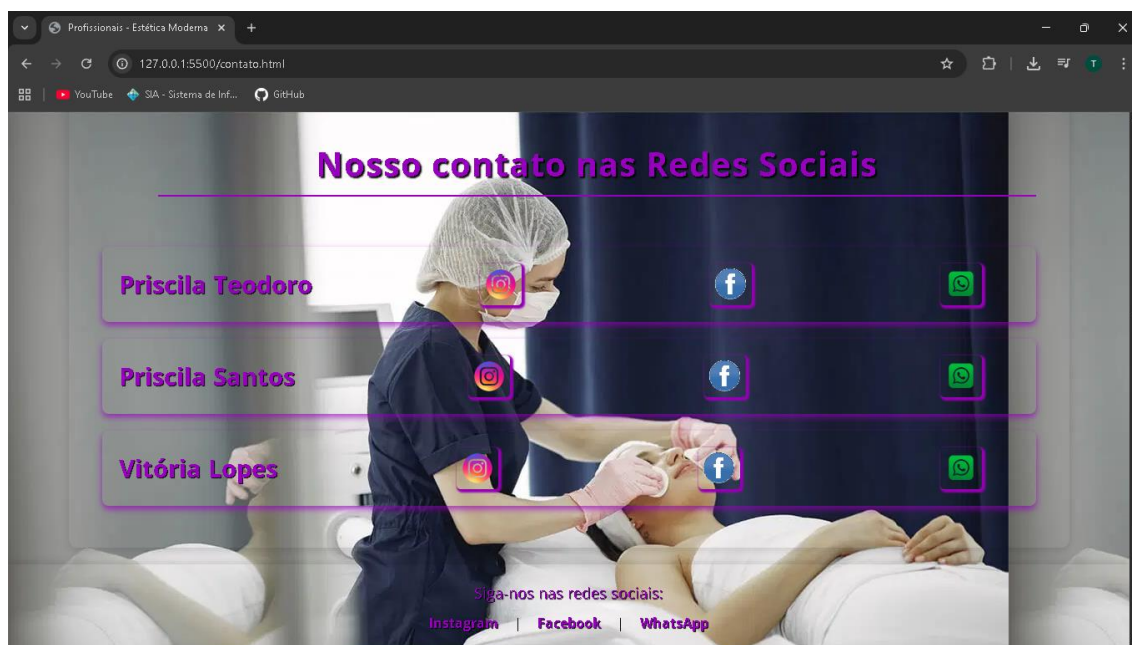 Profissionais - Estética Moderna
127.0.0.1:5500/contato.html
T
YouTube
SIA - Sistema de Inf...
GitHub
Nosso contato nas Redes Sociais
Priscila Teodoro
Priscila Santos
Vitória Lopes
Siga-nos nas redes sociais:
Instagram | Facebook | WhatsApp